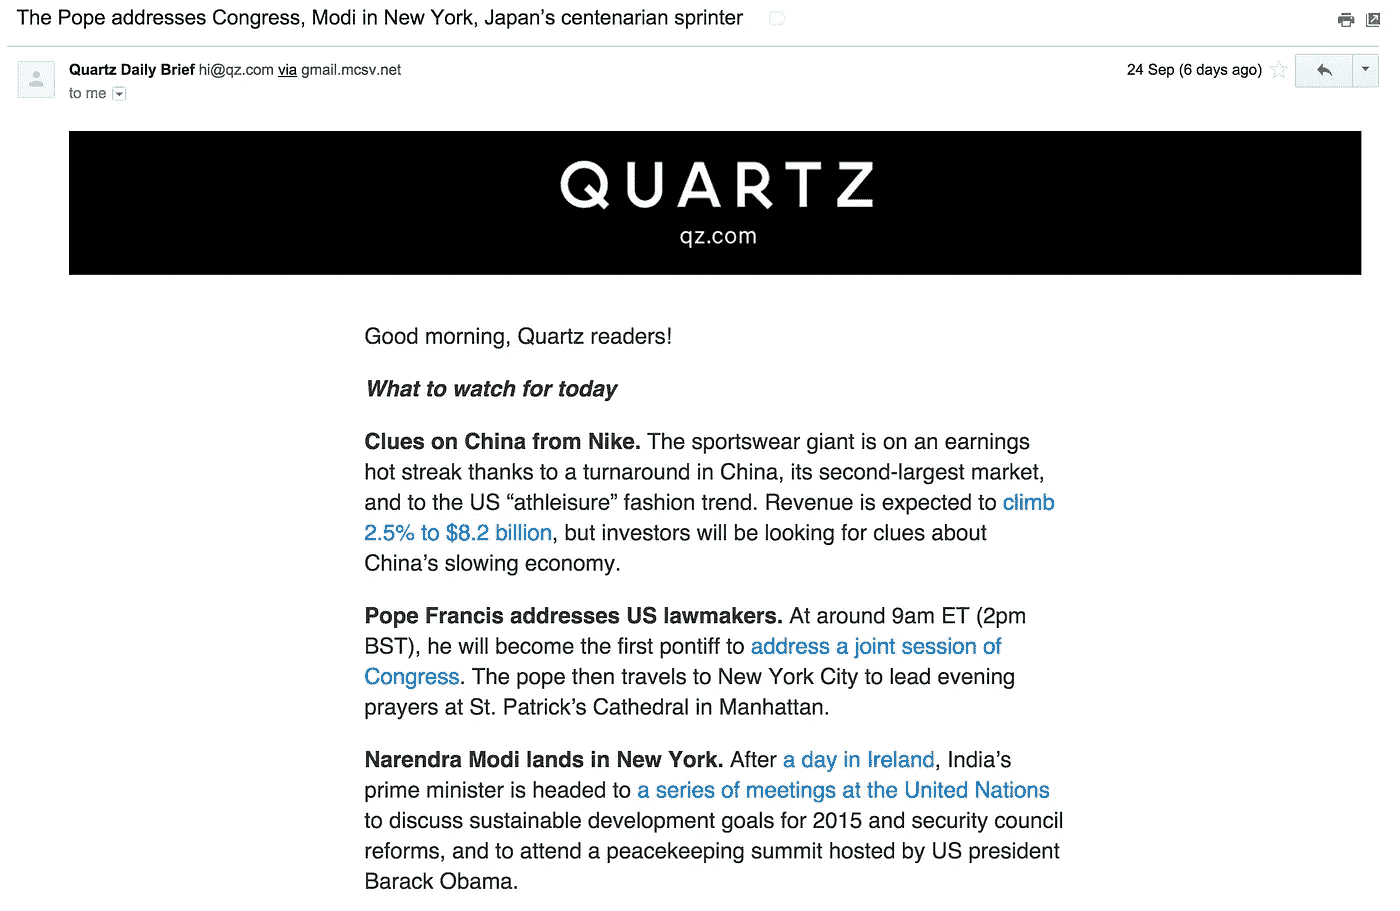 The Pope addresses Congress, Modi in New York, Japan’s centenarian sprinter
Quartz Daily Brief hi@qz.com via gmail.mcsv.net
24 Sep (6 days ago)
to me
QUARTZ
qz.com
Good morning, Quartz readers!
What to watch for today
Clues on China from Nike. The sportswear giant is on an earnings
hot streak thanks to a turnaround in China, its second-largest market,
and to the US “athleisure” fashion trend. Revenue is expected to climb
2.5% to $8.2 billion, but investors will be looking for clues about
China’s slowing economy.
Pope Francis addresses US lawmakers. At around 9am ET (2pm
BST), he will become the first pontiff to address a joint session of
Congress. The pope then travels to New York City to lead evening
prayers at St. Patrick’s Cathedral in Manhattan.
Narendra Modi lands in New York. After a day in Ireland, India’s
prime minister is headed to a series of meetings at the United Nations
to discuss sustainable development goals for 2015 and security council
reforms, and to attend a peacekeeping summit hosted by US president
Barack Obama.